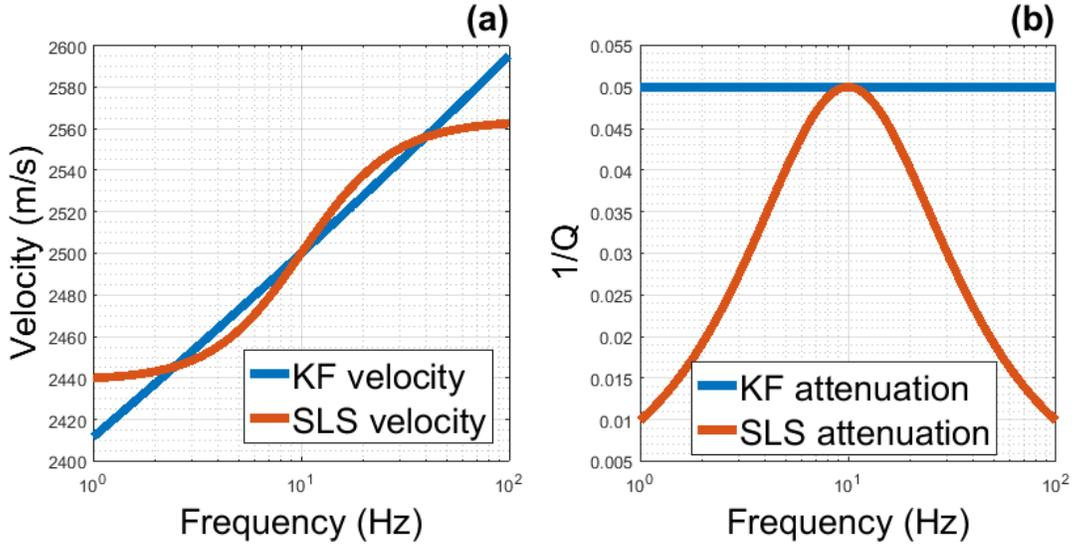 (a)
2600
2580
2560
2540
2520
2500
2480
2460
2440
2420
2400
Velocity (m/s)
KF velocity
SLS velocity
10^0
10^1
10^2
Frequency (Hz)
(b)
0.055
0.05
0.045
0.04
0.035
0.03
0.025
0.02
0.015
0.01
0.005
1/Q
KF attenuation
SLS attenuation
10^0
10^1
10^2
Frequency (Hz)